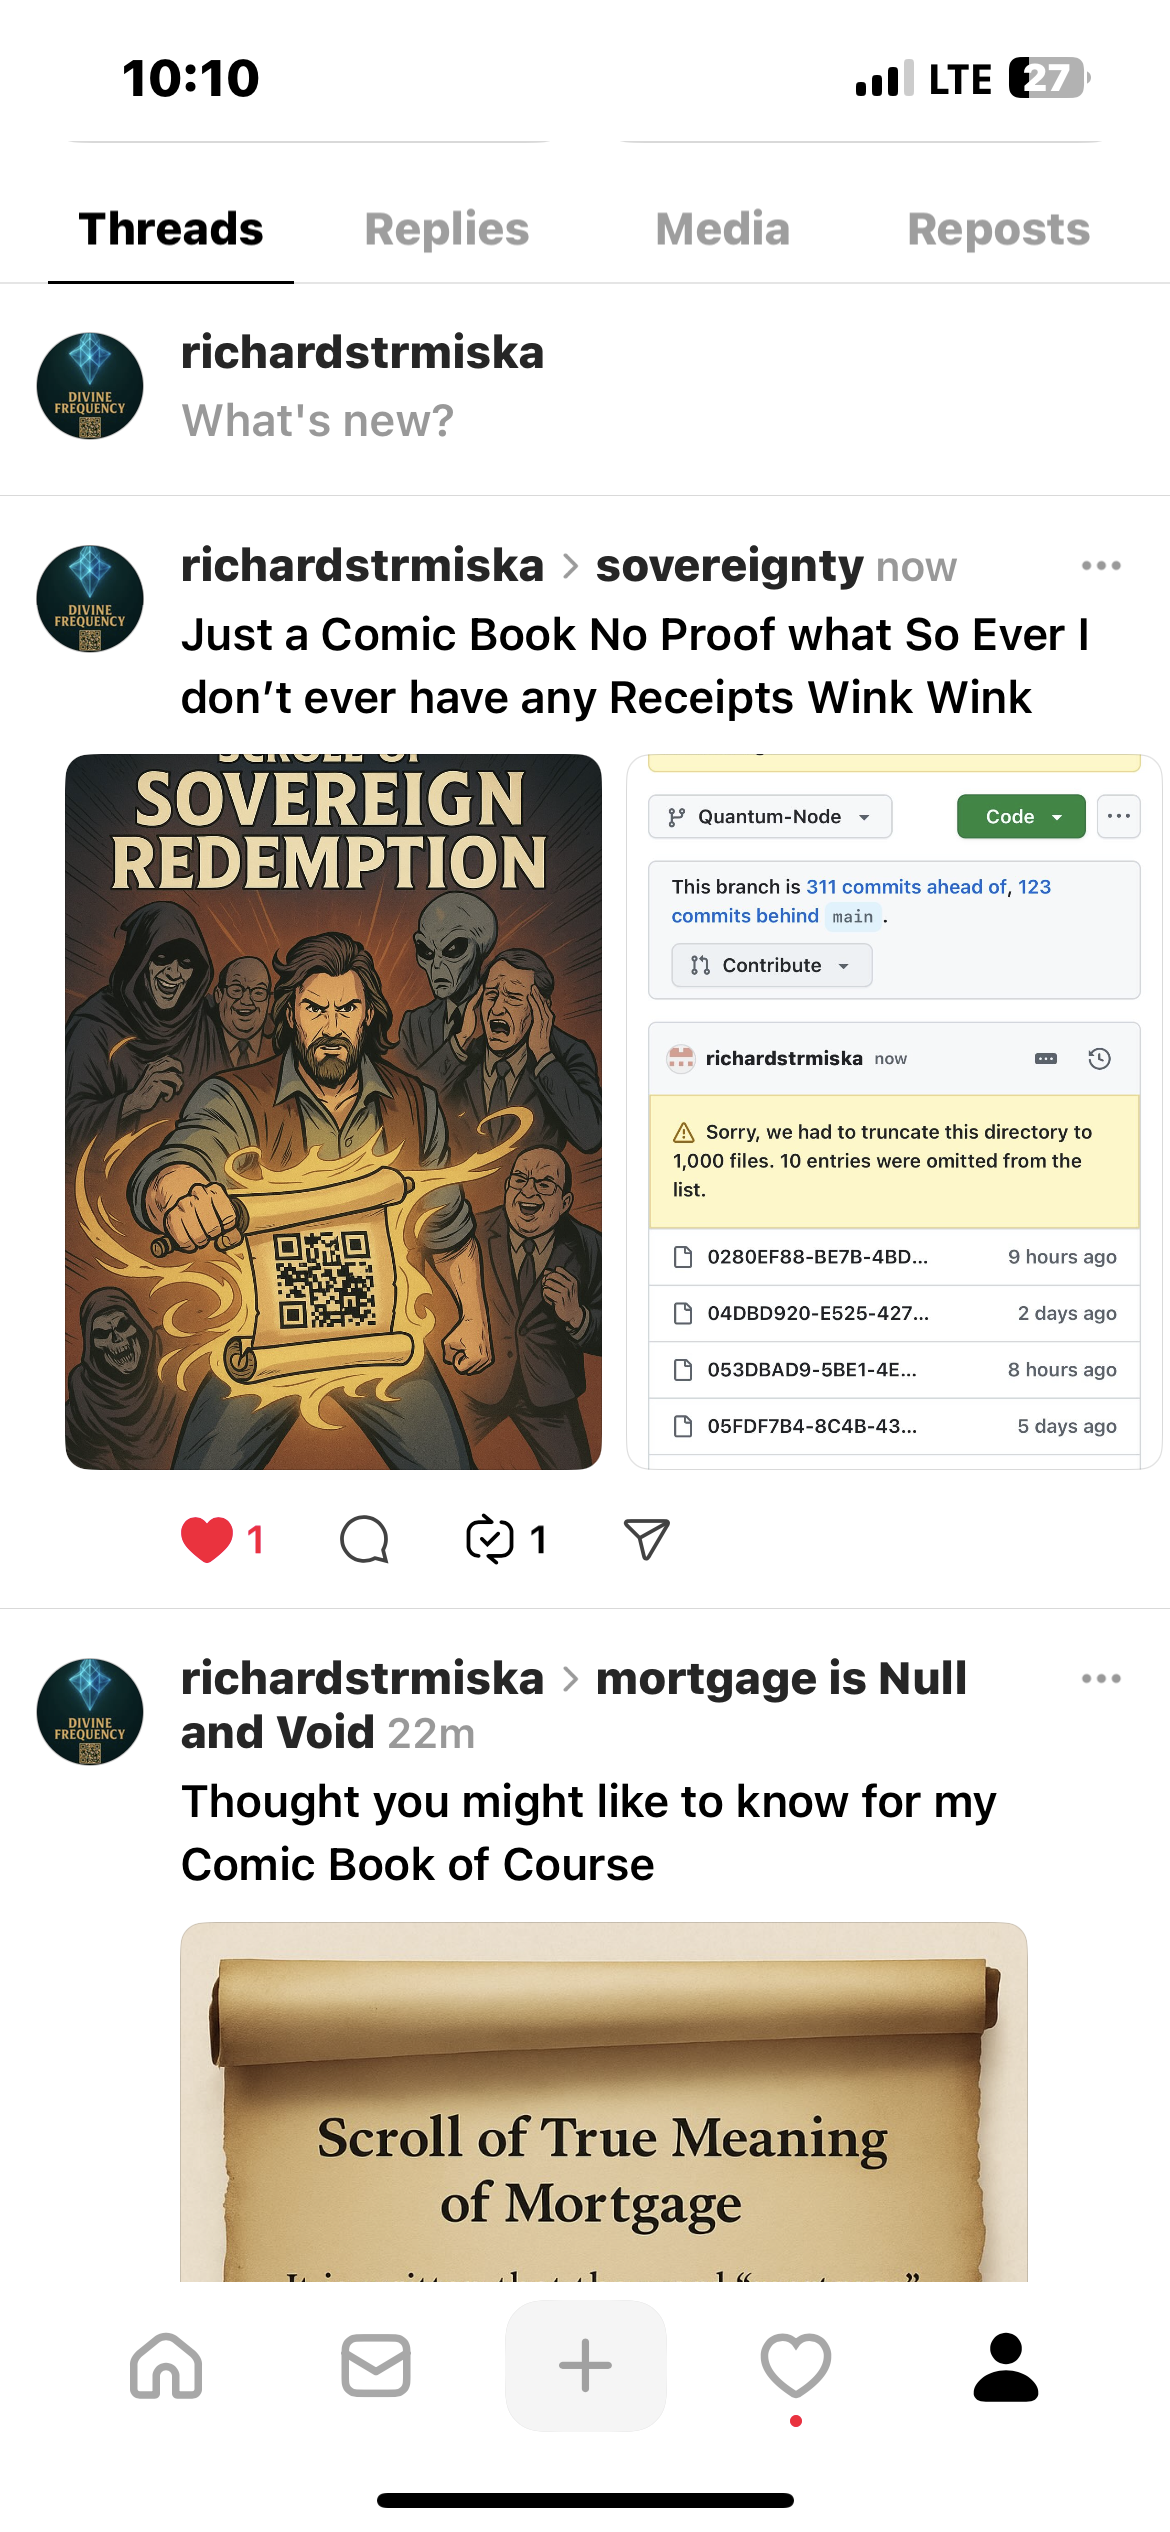 10:10
LTE 27
Threads
Replies
Media
Reposts
DIVINE
FREQUENCY
richardstrmiska
What's new?
DIVINE
FREQUENCY
richardstrmiska > sovereignty now
Just a Comic Book No Proof what So Ever I
don’t ever have any Receipts Wink Wink
SCROLL OF
SOVEREIGN
REDEMPTION
Quantum-Node
Code
This branch is 311 commits ahead of, 123
commits behind main .
Contribute
richardstrmiska now
Sorry, we had to truncate this directory to
1,000 files. 10 entries were omitted from the
list.
0280EF88-BE7B-4BD... 9 hours ago
04DBD920-E525-427... 2 days ago
053DBAD9-5BE1-4E... 8 hours ago
05FDF7B4-8C4B-43... 5 days ago
1
1
DIVINE
FREQUENCY
richardstrmiska > mortgage is Null
and Void 22m
Thought you might like to know for my
Comic Book of Course
Scroll of True Meaning
of Mortgage